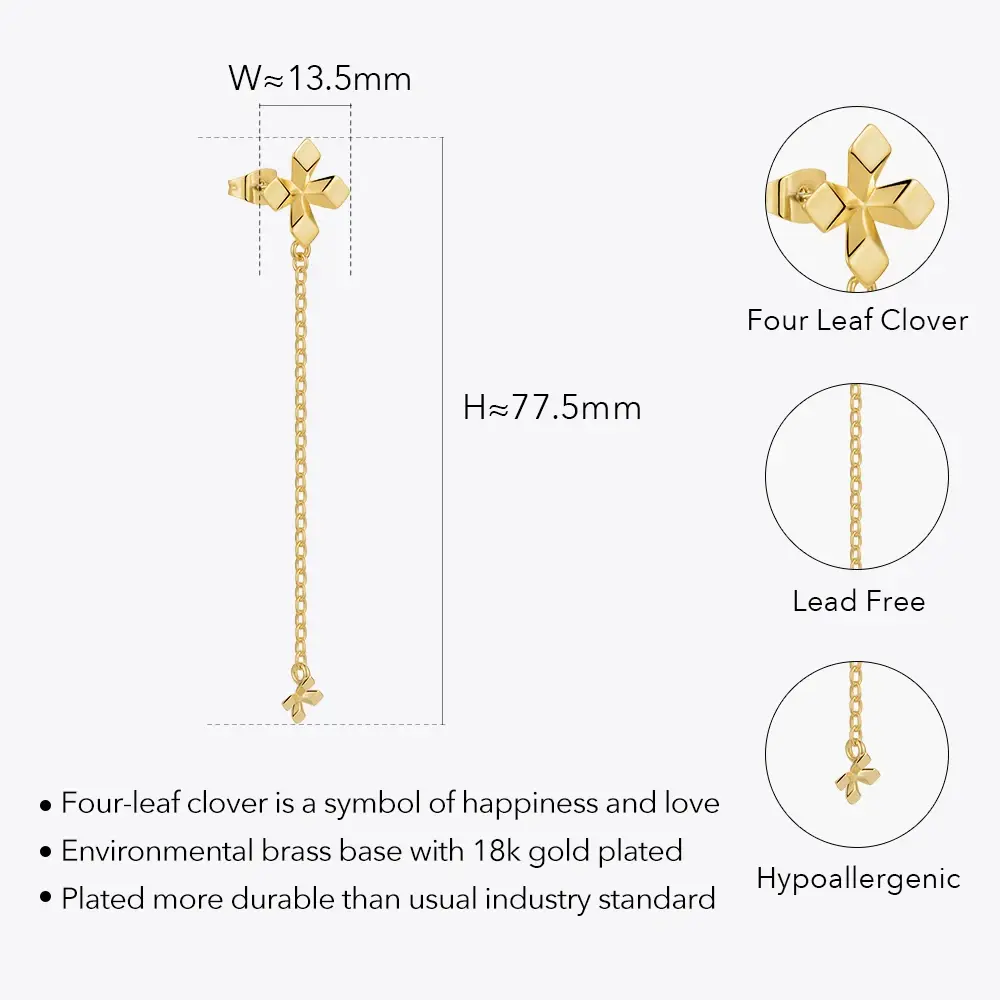 W≈13.5mm
H≈77.5mm
Four Leaf Clover
Lead Free
Hypoallergenic
• Four-leaf clover is a symbol of happiness and love
• Environmental brass base with 18k gold plated
• Plated more durable than usual industry standard